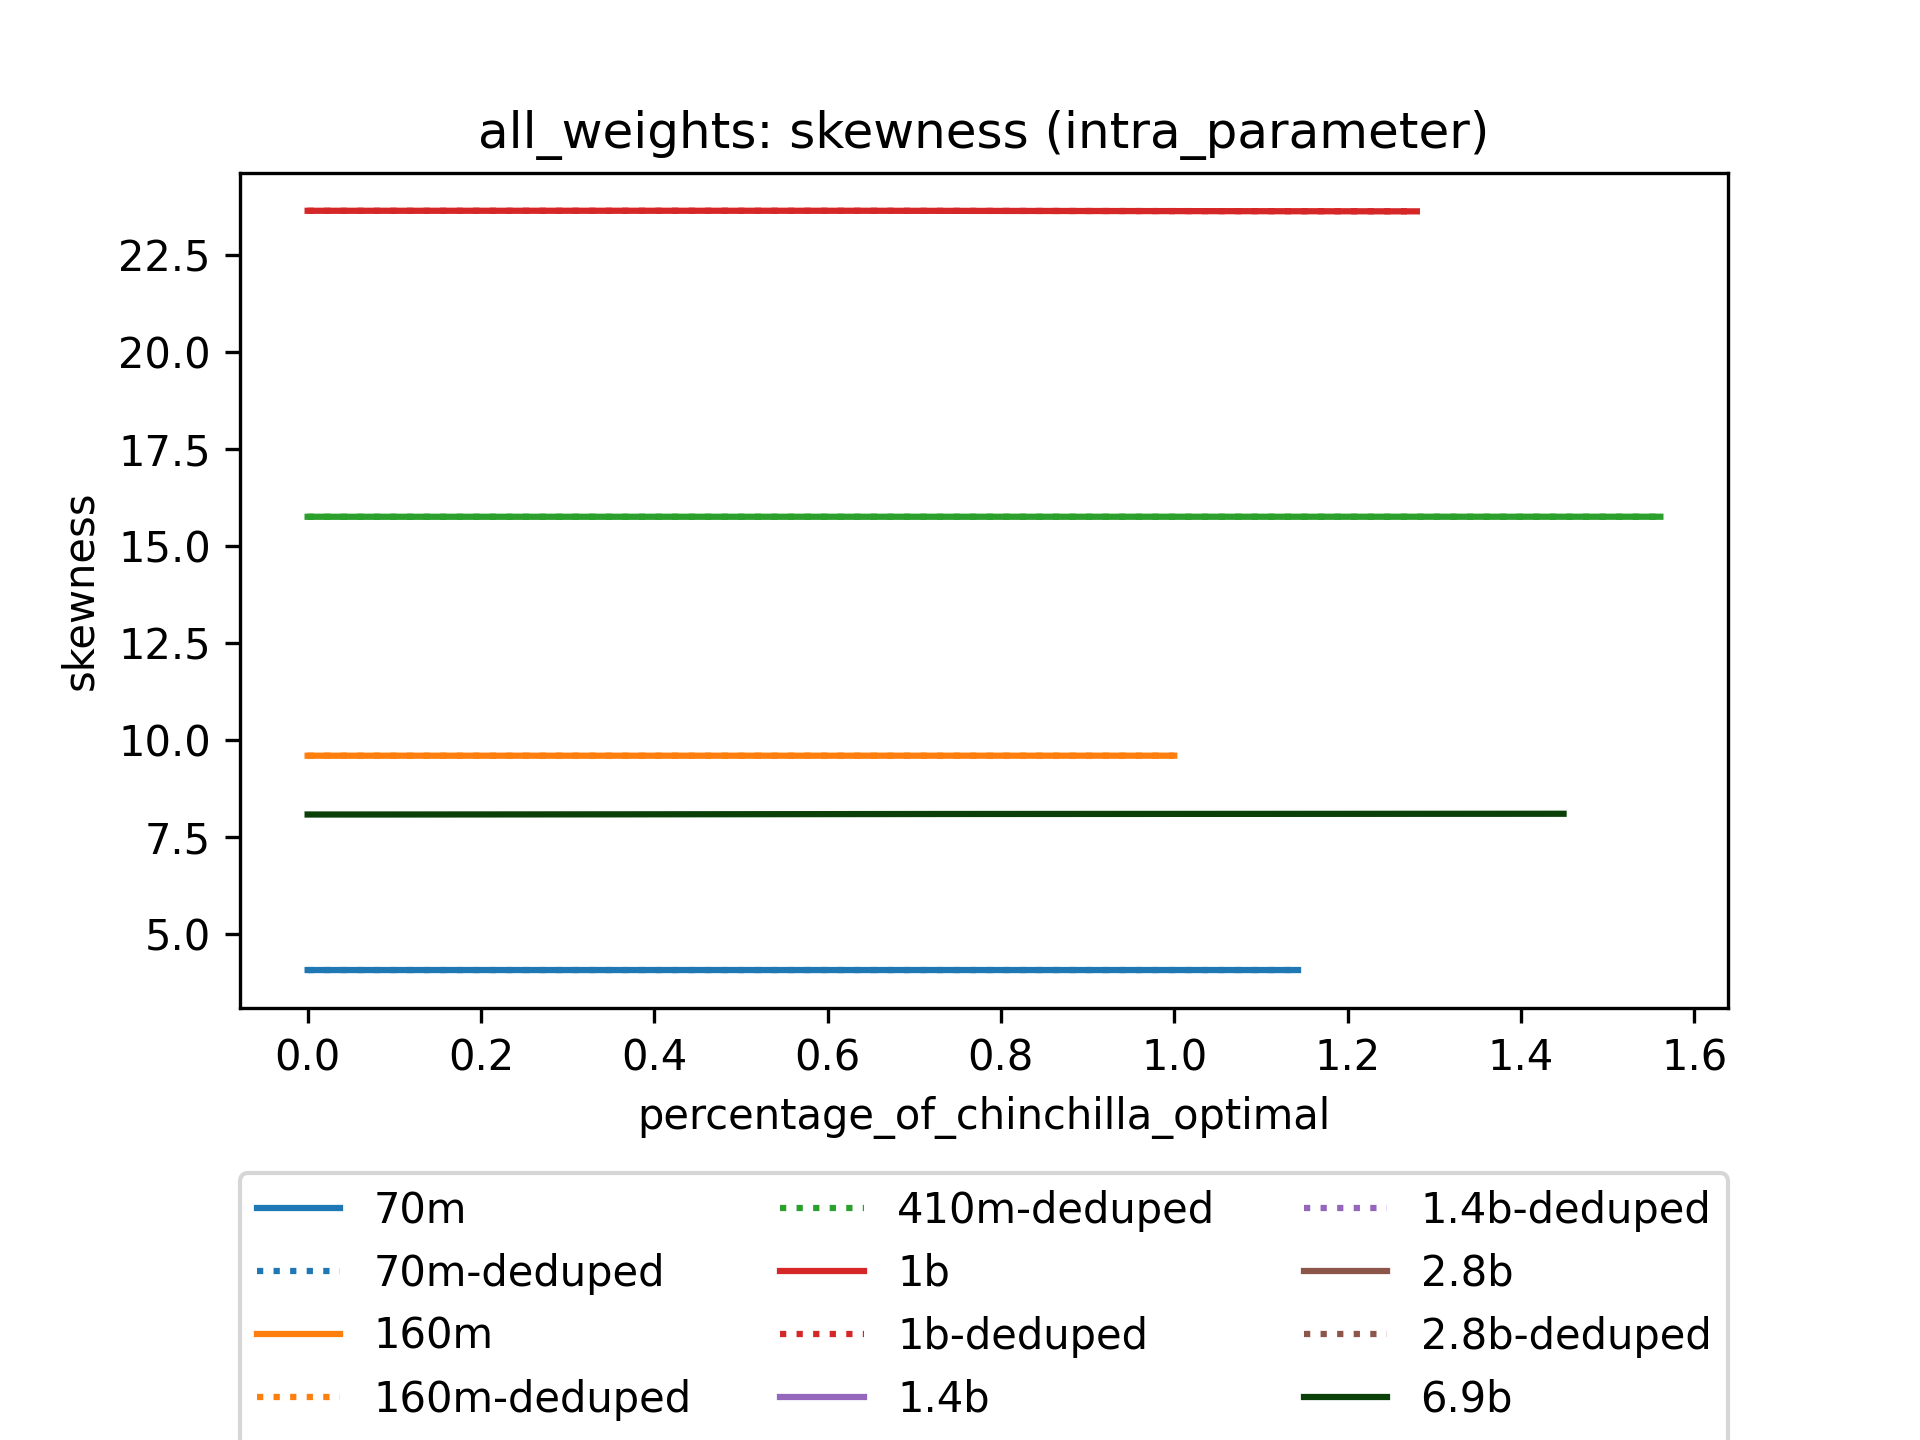 all_weights: skewness (intra_parameter)
skewness
22.5
20.0
17.5
15.0
12.5
10.0
7.5
5.0
0.0 0.2 0.4 0.6 0.8 1.0 1.2 1.4 1.6
percentage_of_chinchilla_optimal
70m
70m-deduped
160m
160m-deduped
410m-deduped
1b
1b-deduped
1.4b
1.4b-deduped
2.8b
2.8b-deduped
6.9b